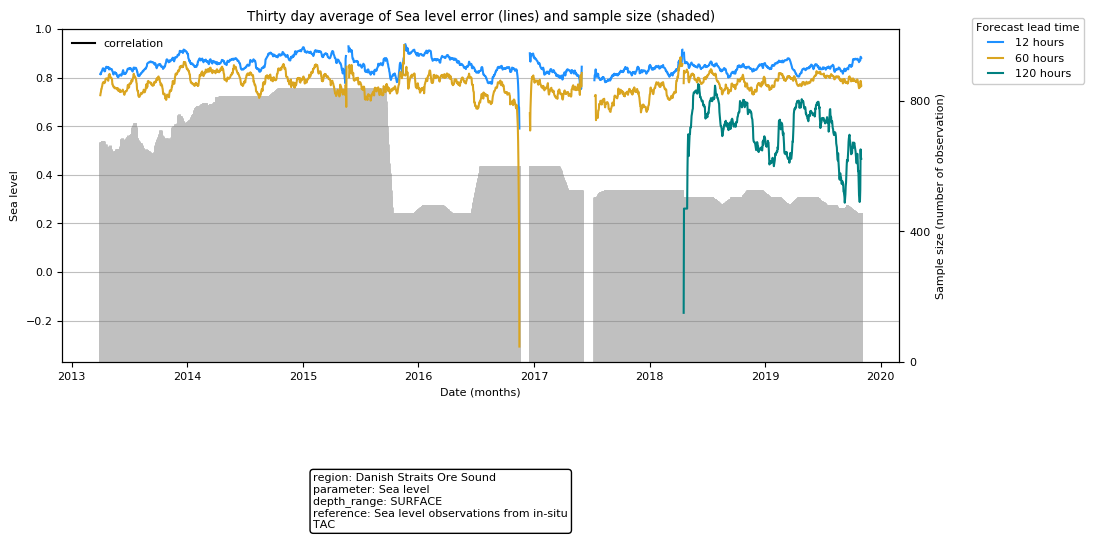 Thirty day average of Sea level error (lines) and sample size (shaded)
Forecast lead time
12 hours
60 hours
120 hours
correlation
1.0
0.8
0.6
0.4
0.2
0.0
−0.2
Sea level
800
400
0
Sample size (number of observation)
2013 2014 2015 2016 2017 2018 2019 2020
Date (months)
region: Danish Straits Ore Sound
parameter: Sea level
depth_range: SURFACE
reference: Sea level observations from in-situ
TAC